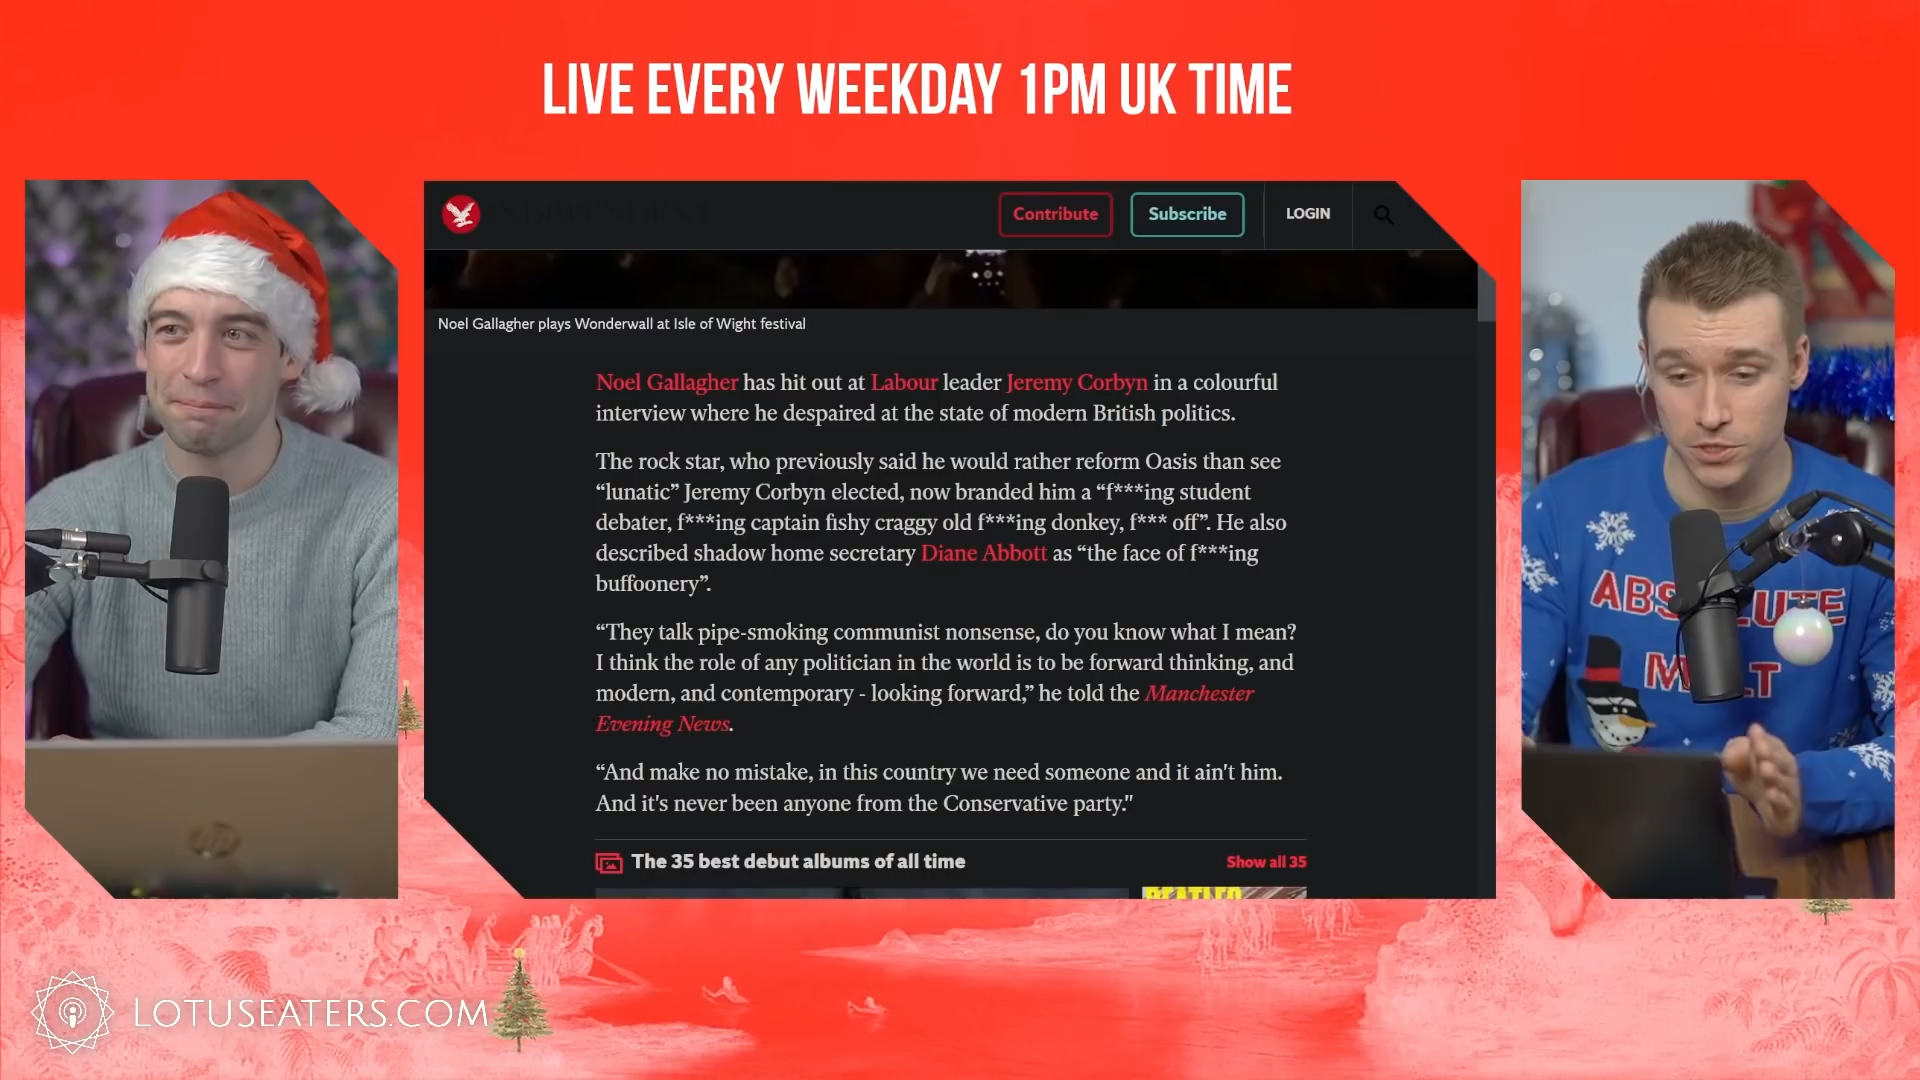 LIVE EVERY WEEKDAY 1PM UK TIME
INDEPENDENT
Contribute
Subscribe
LOGIN
Noel Gallagher plays Wonderwall at Isle of Wight festival
Noel Gallagher has hit out at Labour leader Jeremy Corbyn in a colourful
interview where he despaired at the state of modern British politics.
The rock star, who previously said he would rather reform Oasis than see
“lunatic” Jeremy Corbyn elected, now branded him a “f***ing student
debater, f***ing captain fishy craggy old f***ing donkey, f*** off”. He also
described shadow home secretary Diane Abbott as “the face of f***ing
buffoonery”.
“They talk pipe-smoking communist nonsense, do you know what I mean?
I think the role of any politician in the world is to be forward thinking, and
modern, and contemporary - looking forward,” he told the Manchester
Evening News.
“And make no mistake, in this country we need someone and it ain't him.
And it's never been anyone from the Conservative party."
The 35 best debut albums of all time
Show all 35
BEATLES
hp
LOTUSEATERS.COM